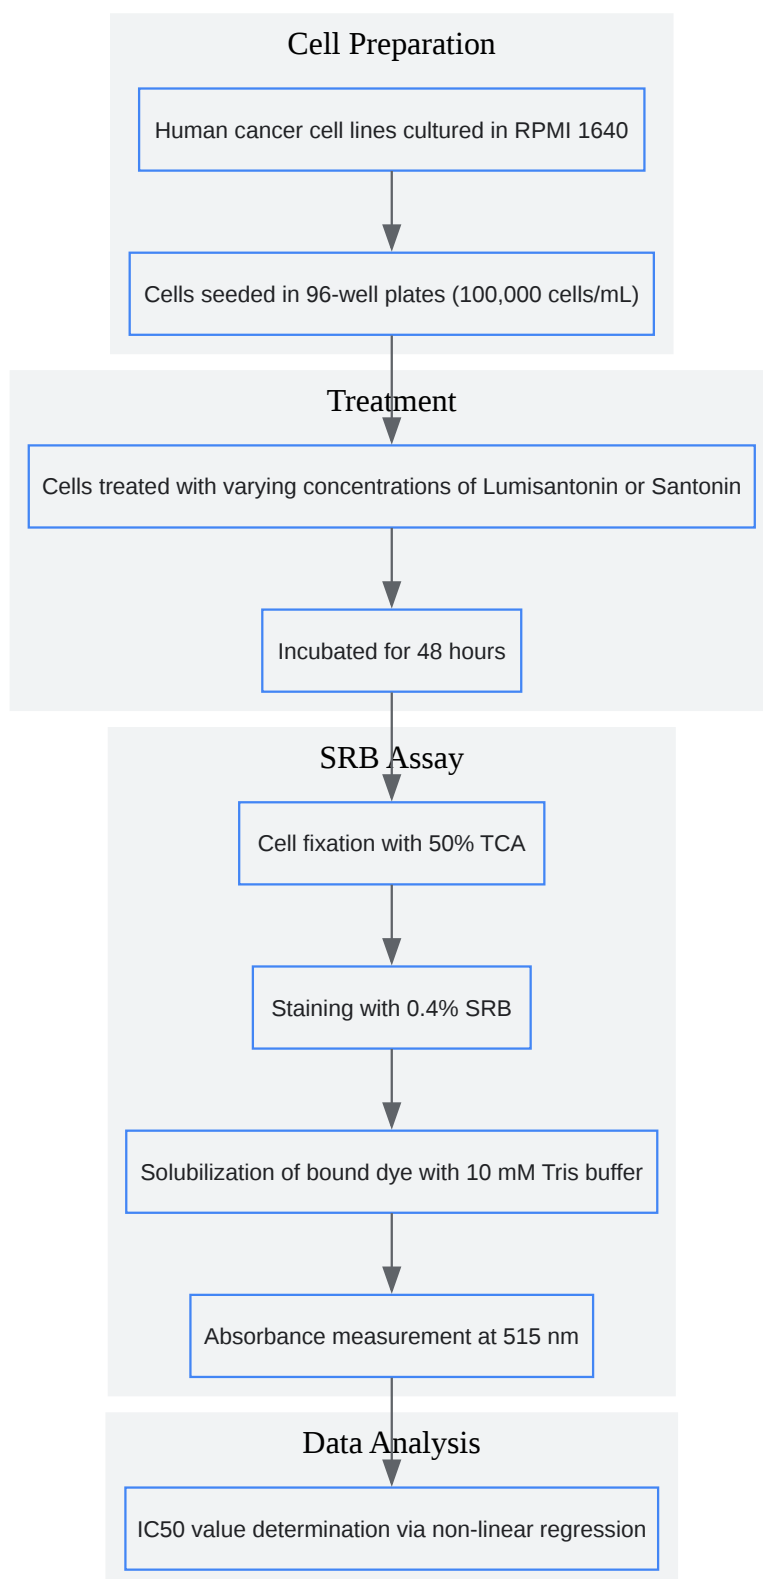 Cell Preparation
Human cancer cell lines cultured in RPMI 1640
Cells seeded in 96-well plates (100,000 cells/mL)
Treatment
Cells treated with varying concentrations of Lumisantonin or Santonin
Incubated for 48 hours
SRB Assay
Cell fixation with 50% TCA
Staining with 0.4% SRB
Solubilization of bound dye with 10 mM Tris buffer
Absorbance measurement at 515 nm
Data Analysis
IC50 value determination via non-linear regression